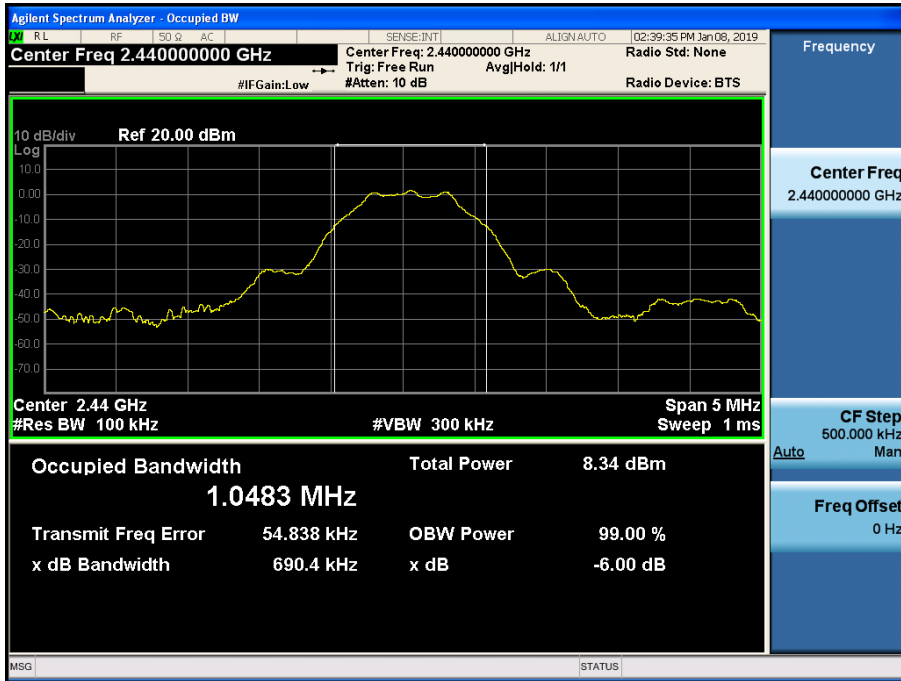 Agilent Spectrum Analyzer - Occupied BW
LXI RL RF 50 Ω AC SENSE:INT ALIGN AUTO 02:39:35 PM Jan 08, 2019
Center Freq 2.440000000 GHz
Center Freq: 2.440000000 GHz
Radio Std: None
Trig: Free Run Avg|Hold: 1/1
#IFGain:Low
#Atten: 10 dB
Radio Device: BTS
Frequency
10 dB/div Ref 20.00 dBm
Log
10.0
0.00
-10.0
-20.0
-30.0
-40.0
-50.0
-60.0
-70.0
Center 2.44 GHz
Span 5 MHz
#Res BW 100 kHz
#VBW 300 kHz
Sweep 1 ms
Occupied Bandwidth
1.0483 MHz
Total Power 8.34 dBm
Transmit Freq Error 54.838 kHz
OBW Power 99.00 %
x dB Bandwidth 690.4 kHz
x dB -6.00 dB
Center Freq
2.440000000 GHz
CF Step
500.000 kHz
Auto Man
Freq Offset
0 Hz
MSG
STATUS